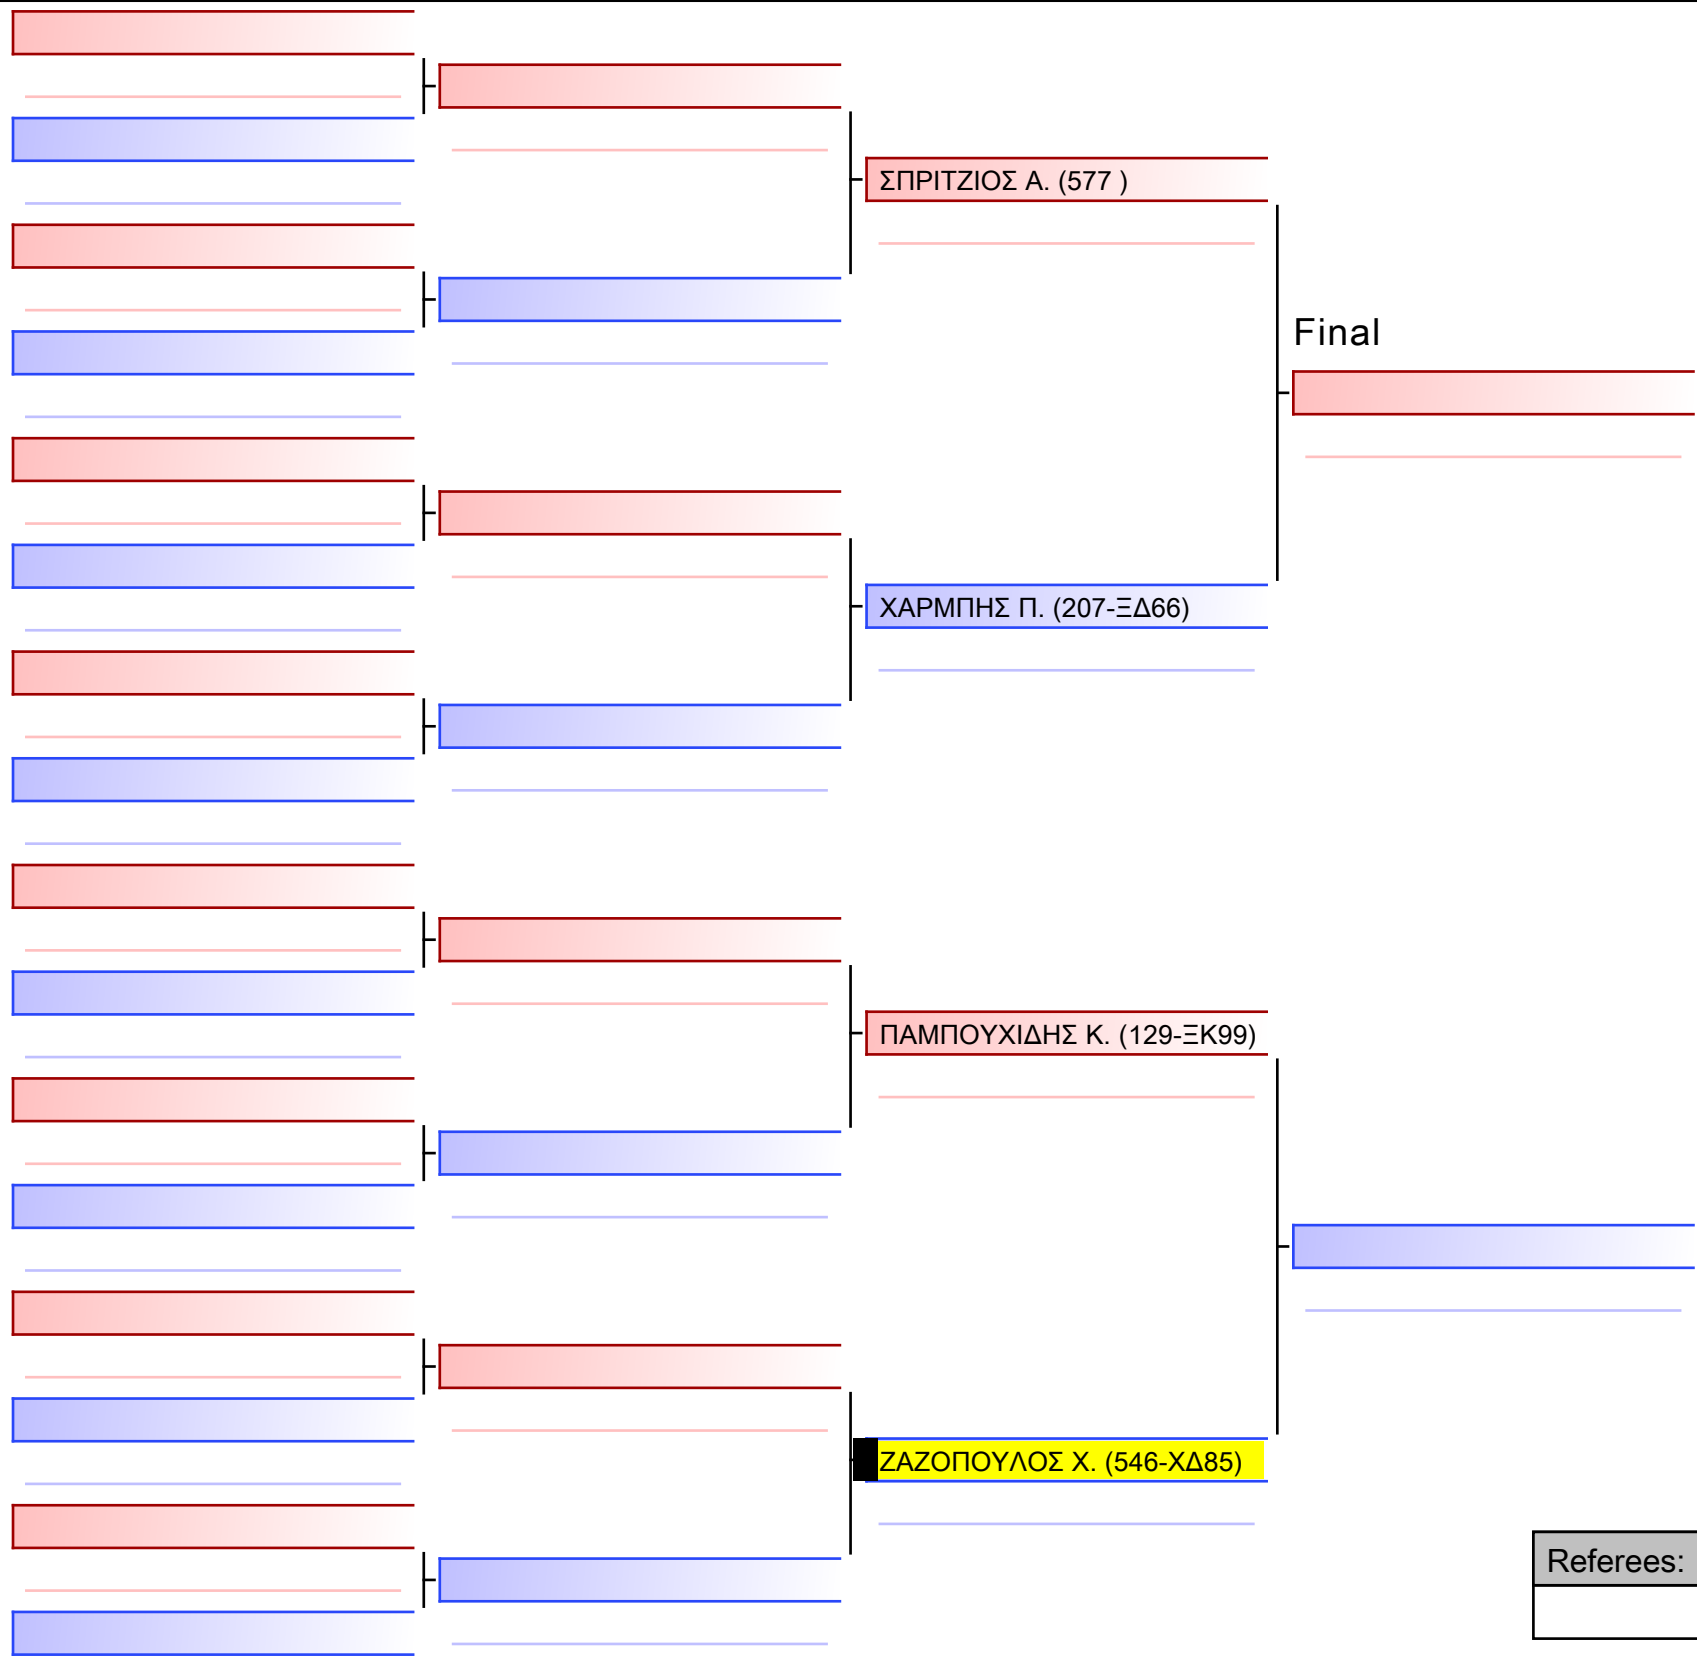 ΣΠΡΙΤΖΙΟΣ Α. (577 )
Final
ΧΑΡΜΠΗΣ Π. (207-ΞΔ66)
ΠΑΜΠΟΥΧΙΔΗΣ Κ. (129-ΞΚ99)
ΖΑΖΟΠΟΥΛΟΣ Χ. (546-ΧΔ85)
Referees: